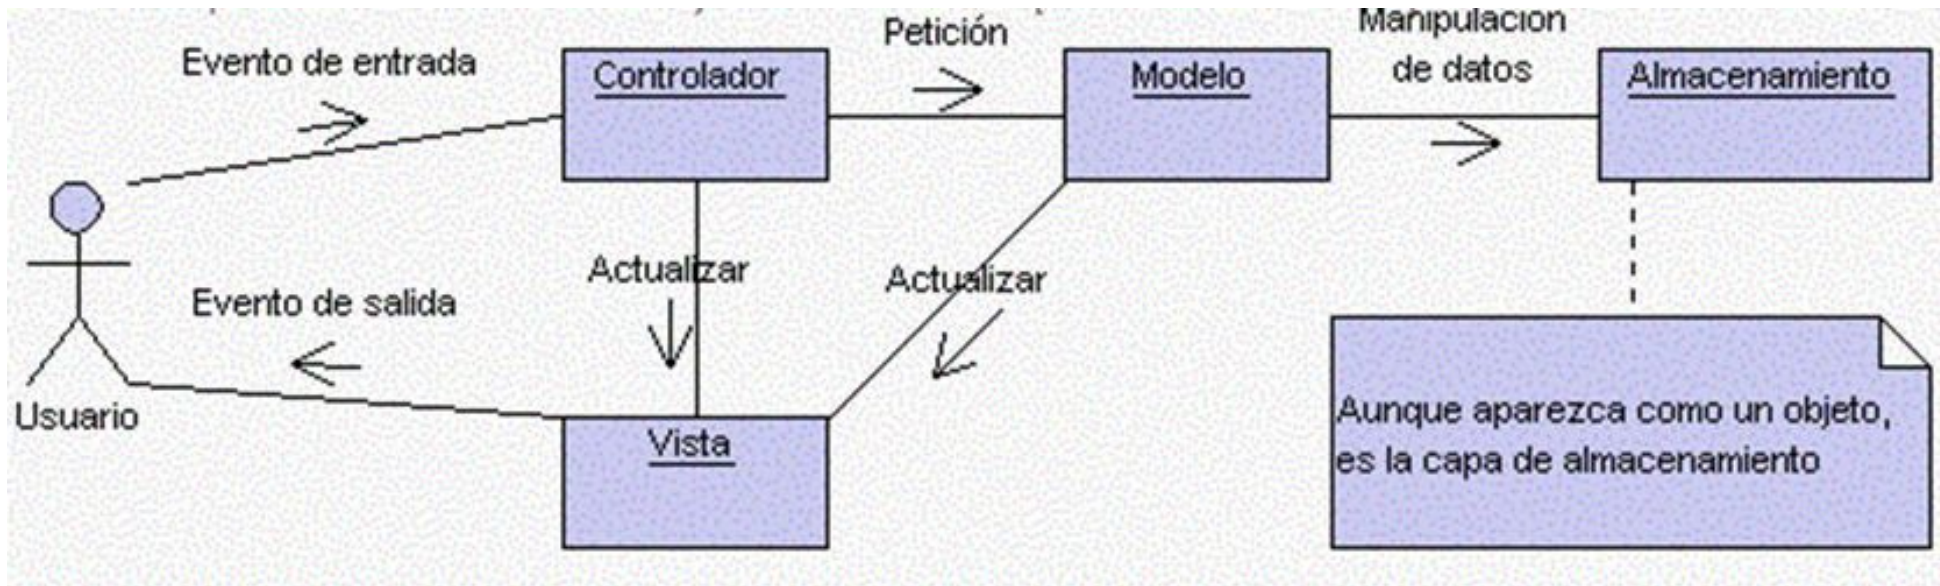 Evento de entrada
Controlador
Petición
Modelo
Manipulación
de datos
Almacenamiento
Actualizar
Actualizar
Evento de salida
Usuario
Vista
Aunque aparezca como un objeto,
es la capa de almacenamiento